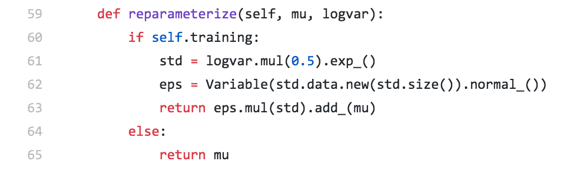 59 def reparameterize(self, mu, logvar):
60 if self.training:
61 std = logvar.mul(0.5).exp_()
62 eps = Variable(std.data.new(std.size()).normal_())
63 return eps.mul(std).add_(mu)
64 else:
65 return mu